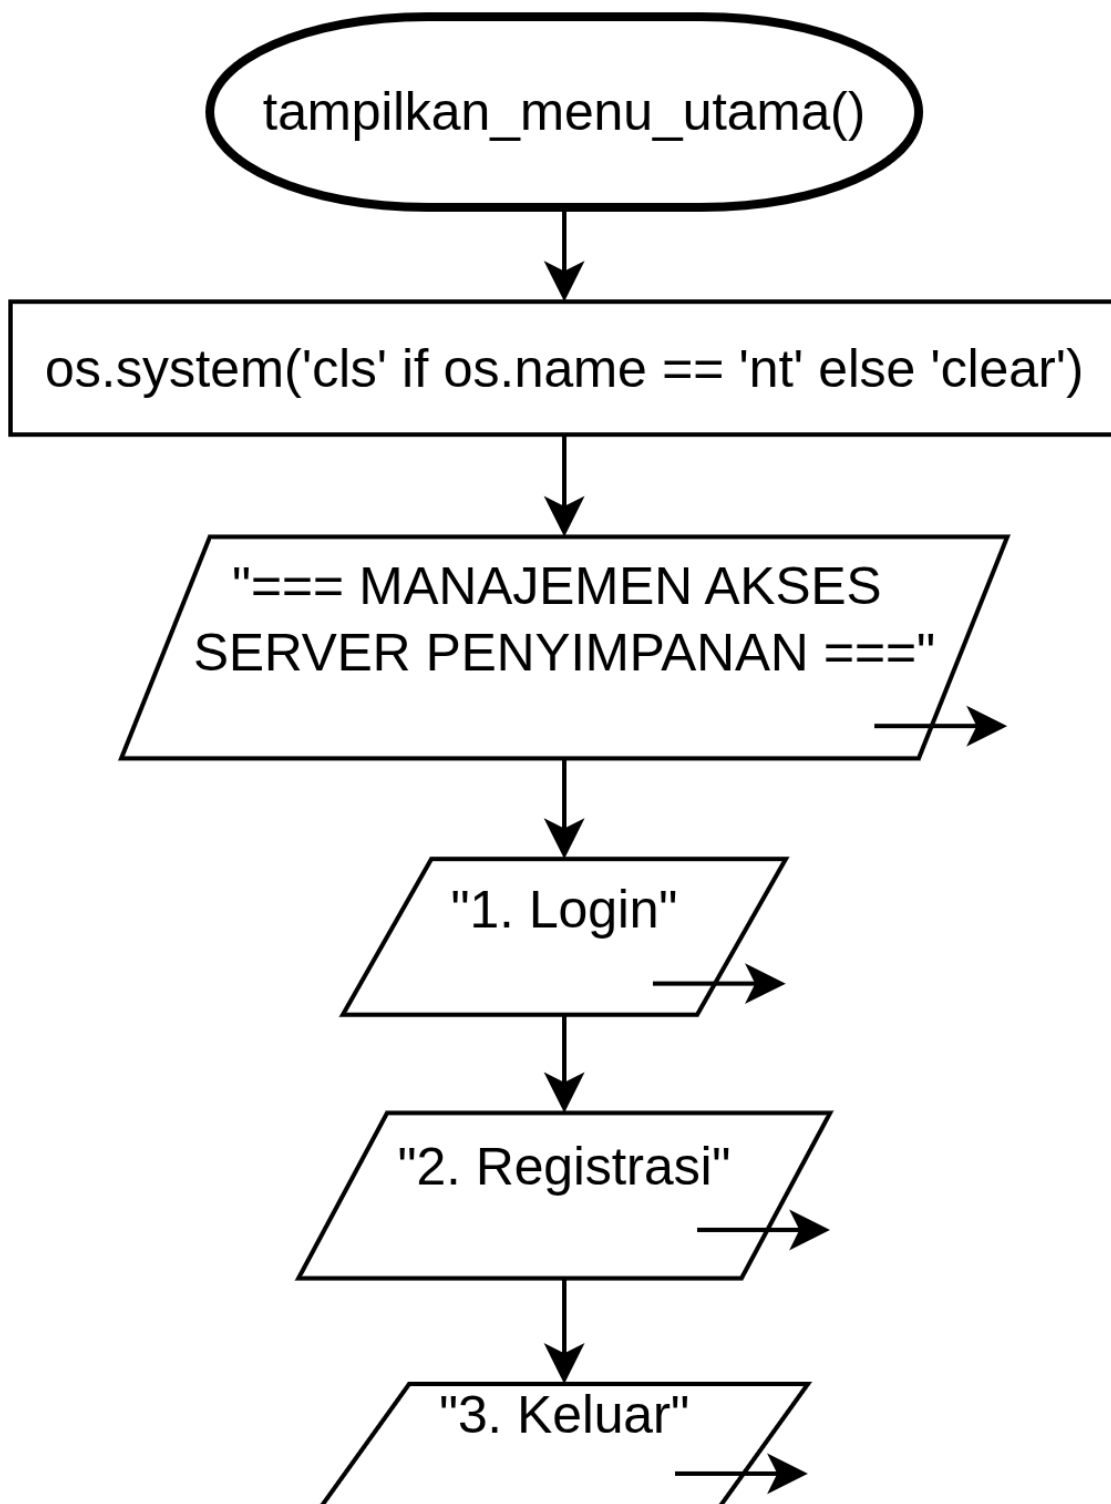 tampilkan_menu_utama()
os.system('cls' if os.name == 'nt' else 'clear')
"=== MANAJEMEN AKSES
SERVER PENYIMPANAN ==="
"1. Login"
"2. Registrasi"
"3. Keluar"